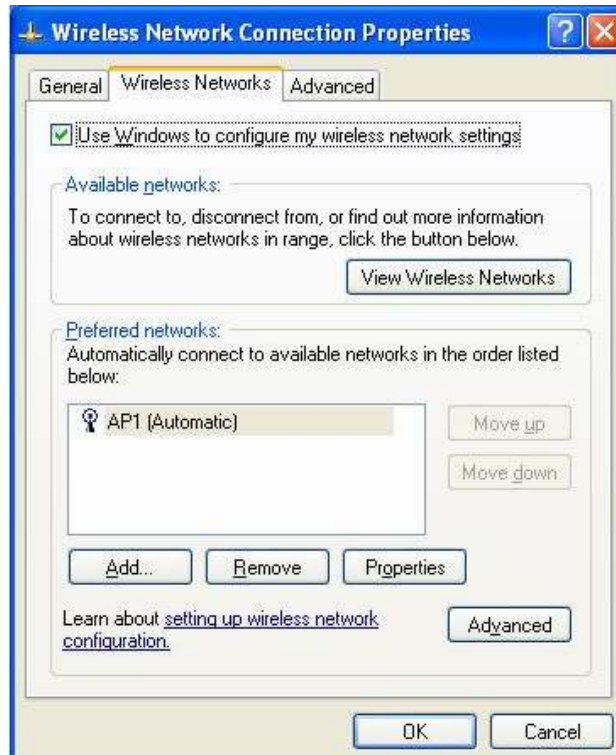 Wireless Network Connection Properties
General Wireless Networks Advanced
Use Windows to configure my wireless network settings
Available networks:
To connect to, disconnect from, or find out more information
about wireless networks in range, click the button below.
View Wireless Networks
Preferred networks:
Automatically connect to available networks in the order listed
below:
AP1 (Automatic)
Move up
Move down
Add... Remove Properties
Learn about setting up wireless network
configuration.
Advanced
OK Cancel